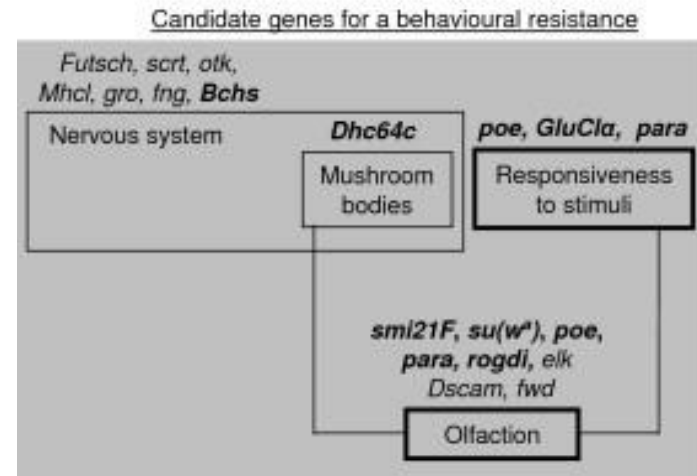 Candidate genes for a behavioural resistance
Futsch, scrt, otk,
Mhcl, gro, fng, Bchs
Nervous system
Dhc64c
Mushroom
bodies
poe, GluClα, para
Responsiveness
to stimuli
smi21F, su(wᵃ), poe,
para, rogdi, elk
Dscam, fwd
Olfaction